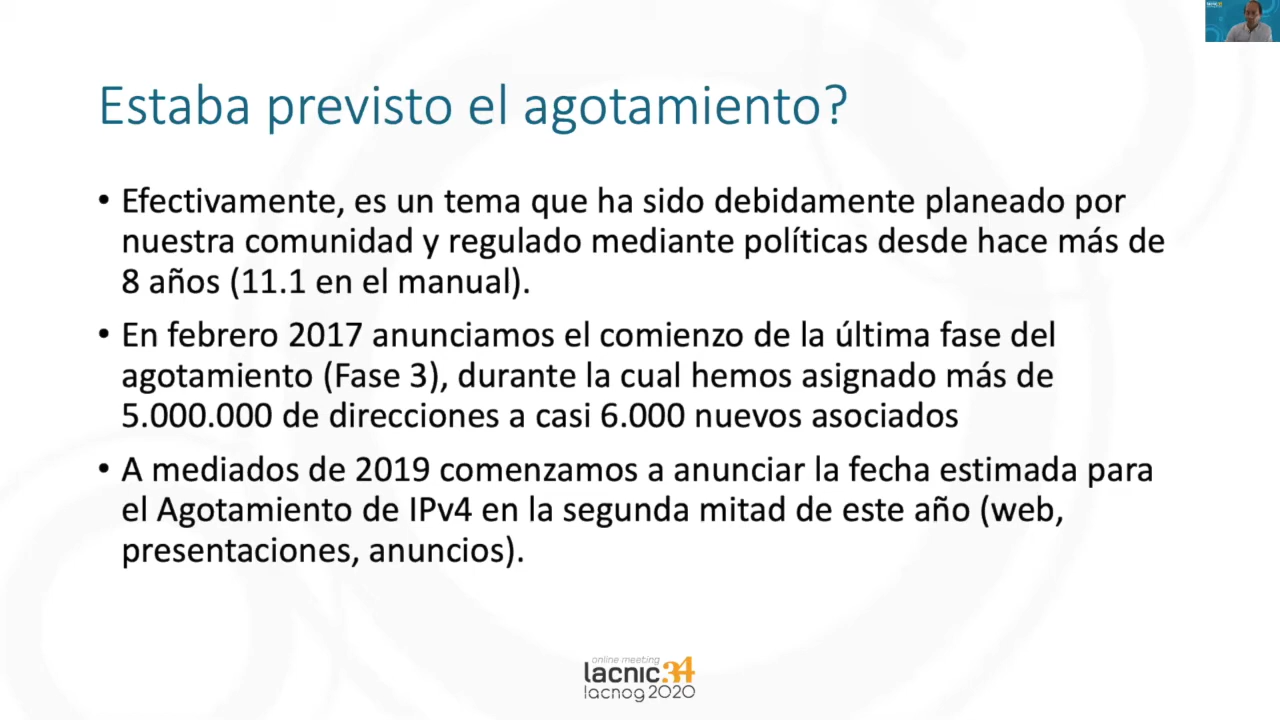 Estaba previsto el agotamiento?
• Efectivamente, es un tema que ha sido debidamente planeado por
nuestra comunidad y regulado mediante políticas desde hace más de
8 años (11.1 en el manual).
• En febrero 2017 anunciamos el comienzo de la última fase del
agotamiento (Fase 3), durante la cual hemos asignado más de
5.000.000 de direcciones a casi 6.000 nuevos asociados
• A mediados de 2019 comenzamos a anunciar la fecha estimada para
el Agotamiento de IPv4 en la segunda mitad de este año (web,
presentaciones, anuncios).
online meeting
lacnic34
lacnog 2020